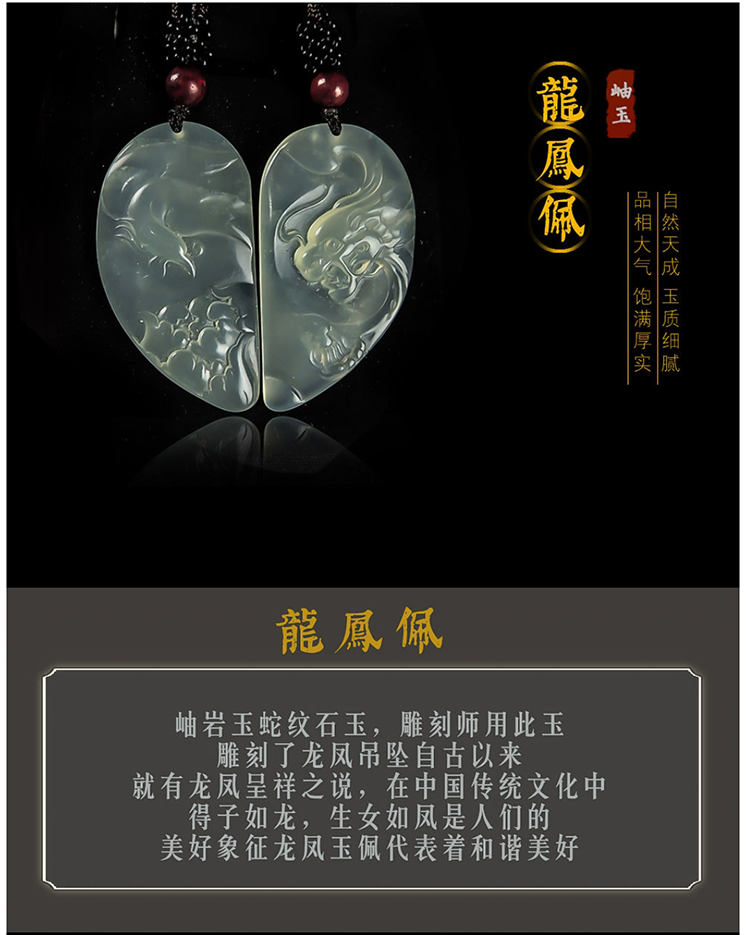 龍鳳佩
岫玉
自然天成 玉质细腻
品相大气 饱满厚实
龍鳳佩
岫岩玉蛇纹石玉，雕刻师用此玉
雕刻了龙凤吊坠自古以来
就有龙凤呈祥之说，在中国传统文化中
得子如龙，生女如凤是人们的
美好象征龙凤玉佩代表着和谐美好